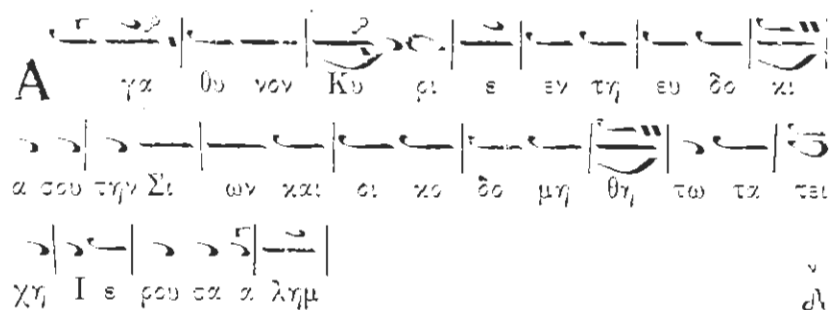 Α γα θυ νον Κυ ρι ε εν τη ευ δο κι
α σου την Σι ων και οι κο δο μη θη τω τα τει
χη Ι ε ρου σα α λημ